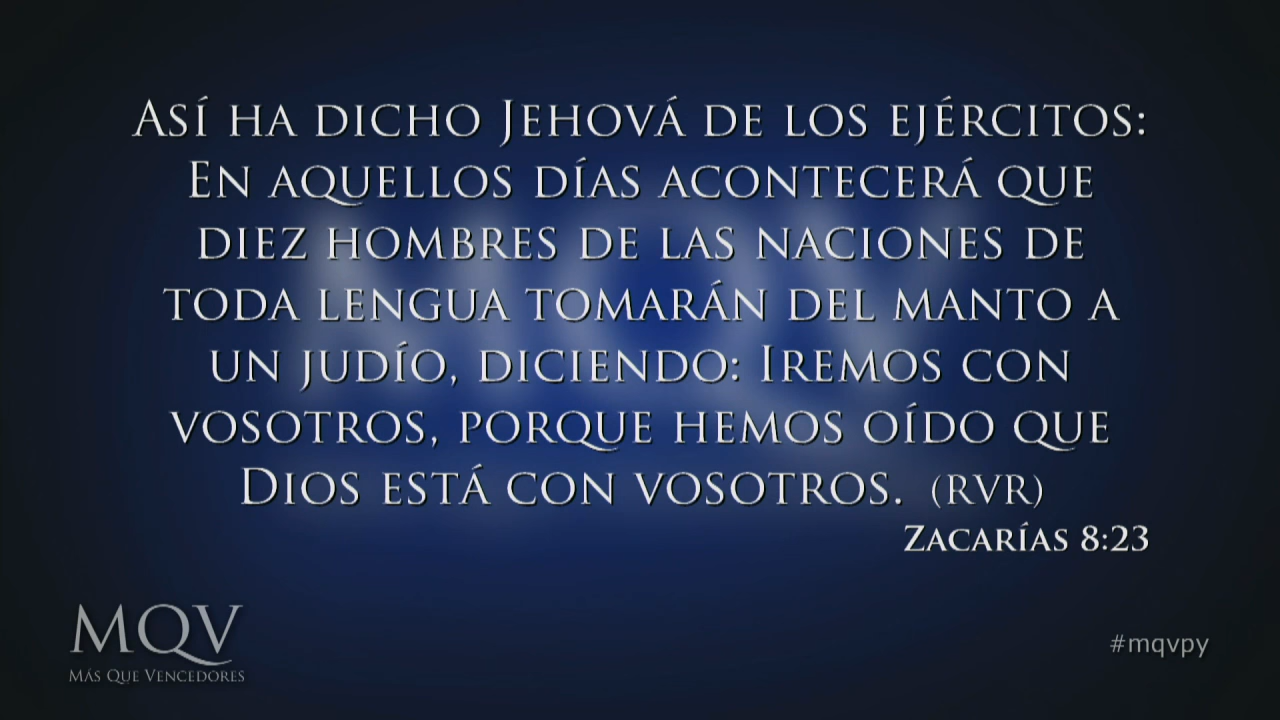 Así ha dicho Jehová de los ejércitos:
En aquellos días acontecerá que
diez hombres de las naciones de
toda lengua tomarán del manto a
un judío, diciendo: Iremos con
vosotros, porque hemos oído que
Dios está con vosotros. (RVR)
Zacarías 8:23
MQV
Más Que Vencedores
#mqvpy